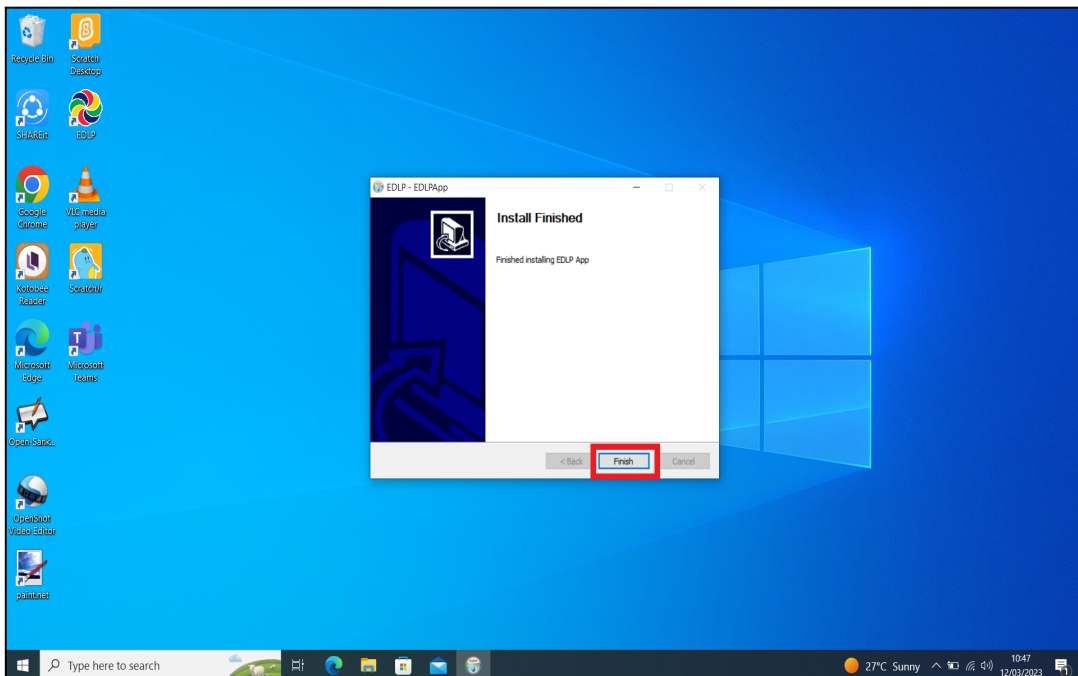 Recycle Bin
Scratch
Desktop
SHAREit
EDLP
Google
Chrome
VLC media
player
Kotobee
Reader
ScratchJr
Microsoft
Edge
Microsoft
Teams
Open-Sank...
OpenShot
Video Editor
paint.net
EDLP - EDLPApp
Install Finished
Finished installing EDLP App
< Back
Finish
Cancel
Type here to search
27°C Sunny
10:47
12/03/2023
1